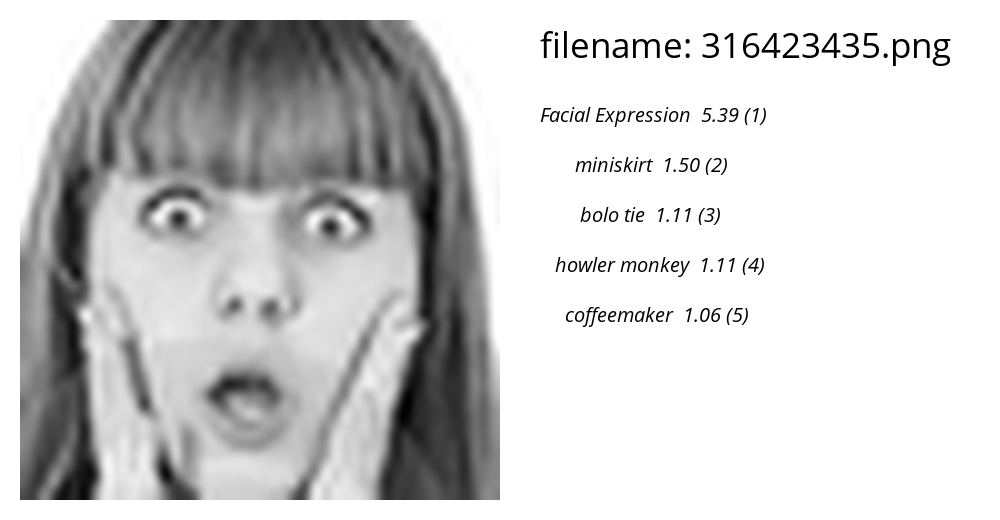 filename: 316423435.png
Facial Expression 5.39 (1)
miniskirt 1.50 (2)
bolo tie 1.11 (3)
howler monkey 1.11 (4)
coffeemaker 1.06 (5)